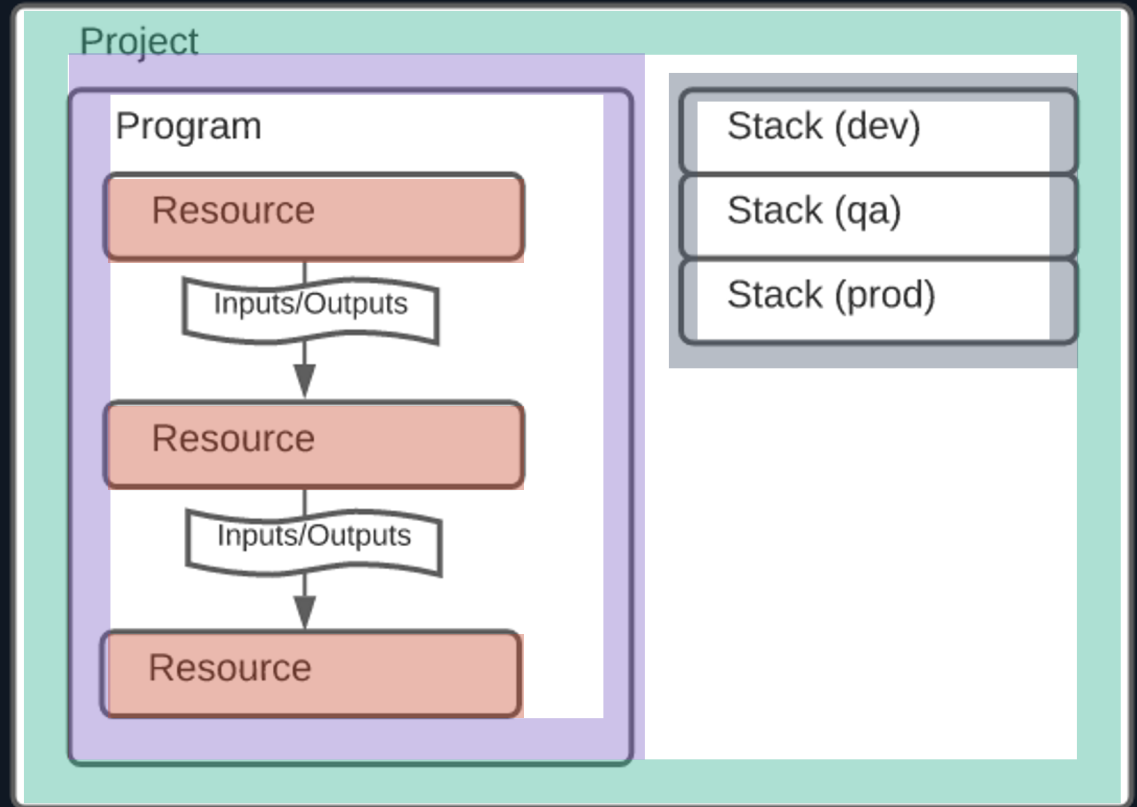 Project
Program
Resource
Inputs/Outputs
Resource
Inputs/Outputs
Resource
Stack (dev)
Stack (qa)
Stack (prod)